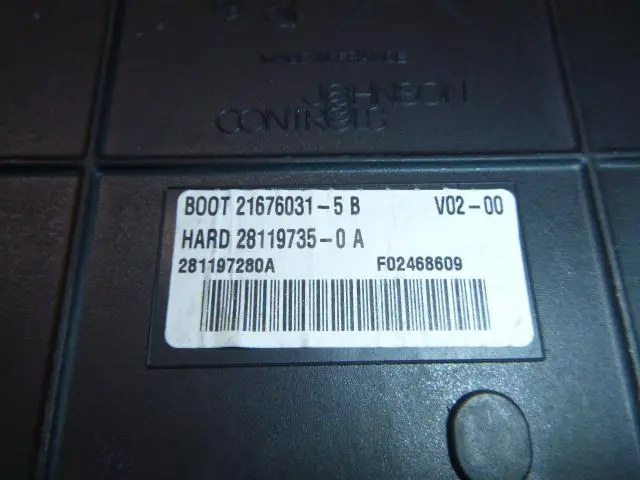 MADE IN FRANCE
JOHNSON
CONTROLS
BOOT 21676031-5 B V02-00
HARD 28119735-0 A
281197280A F02468609